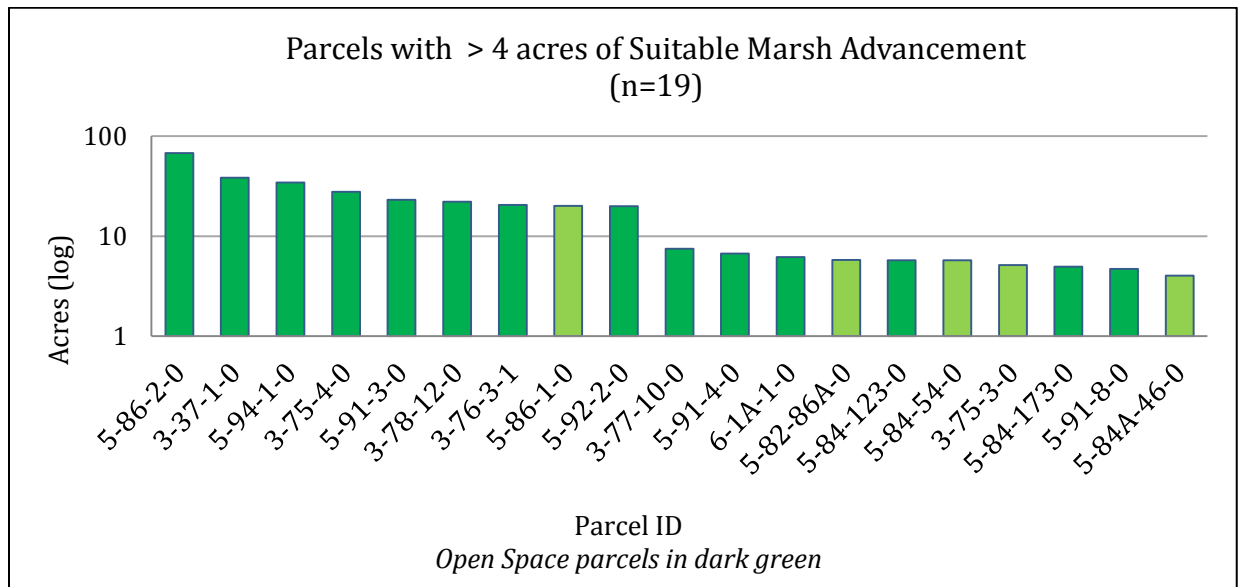 Parcels with > 4 acres of Suitable Marsh Advancement
(n=19)
100
10
1
Acres (log)
5-86-2-0
3-37-1-0
5-94-1-0
3-75-4-0
5-91-3-0
3-78-12-0
3-76-3-1
5-86-1-0
5-92-2-0
3-77-10-0
5-91-4-0
6-1A-1-0
5-82-86A-0
5-84-123-0
5-84-54-0
3-75-3-0
5-84-173-0
5-91-8-0
5-84A-46-0
Parcel ID
Open Space parcels in dark green